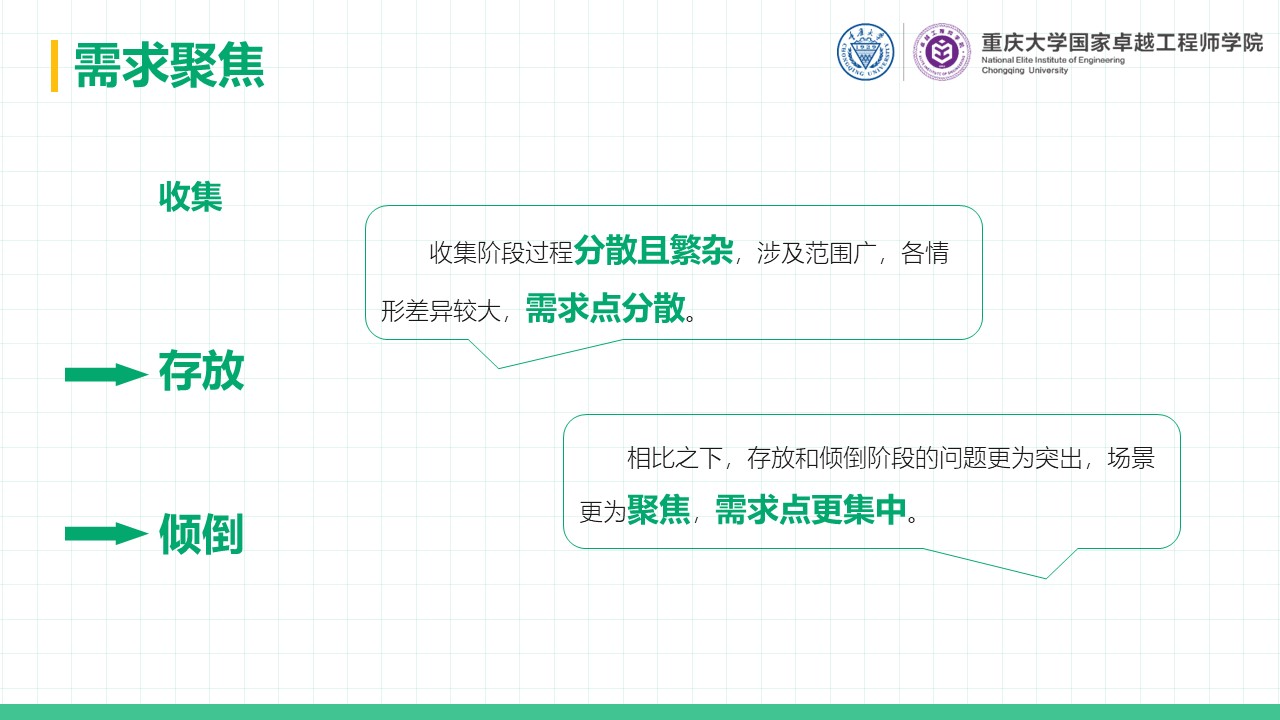 需求聚焦
重庆大学国家卓越工程师学院
National Elite Institute of Engineering
Chongqing University
收集
收集阶段过程分散且繁杂，涉及范围广，各情
形差异较大，需求点分散。
存放
相比之下，存放和倾倒阶段的问题更为突出，场景
更为聚焦，需求点更集中。
倾倒